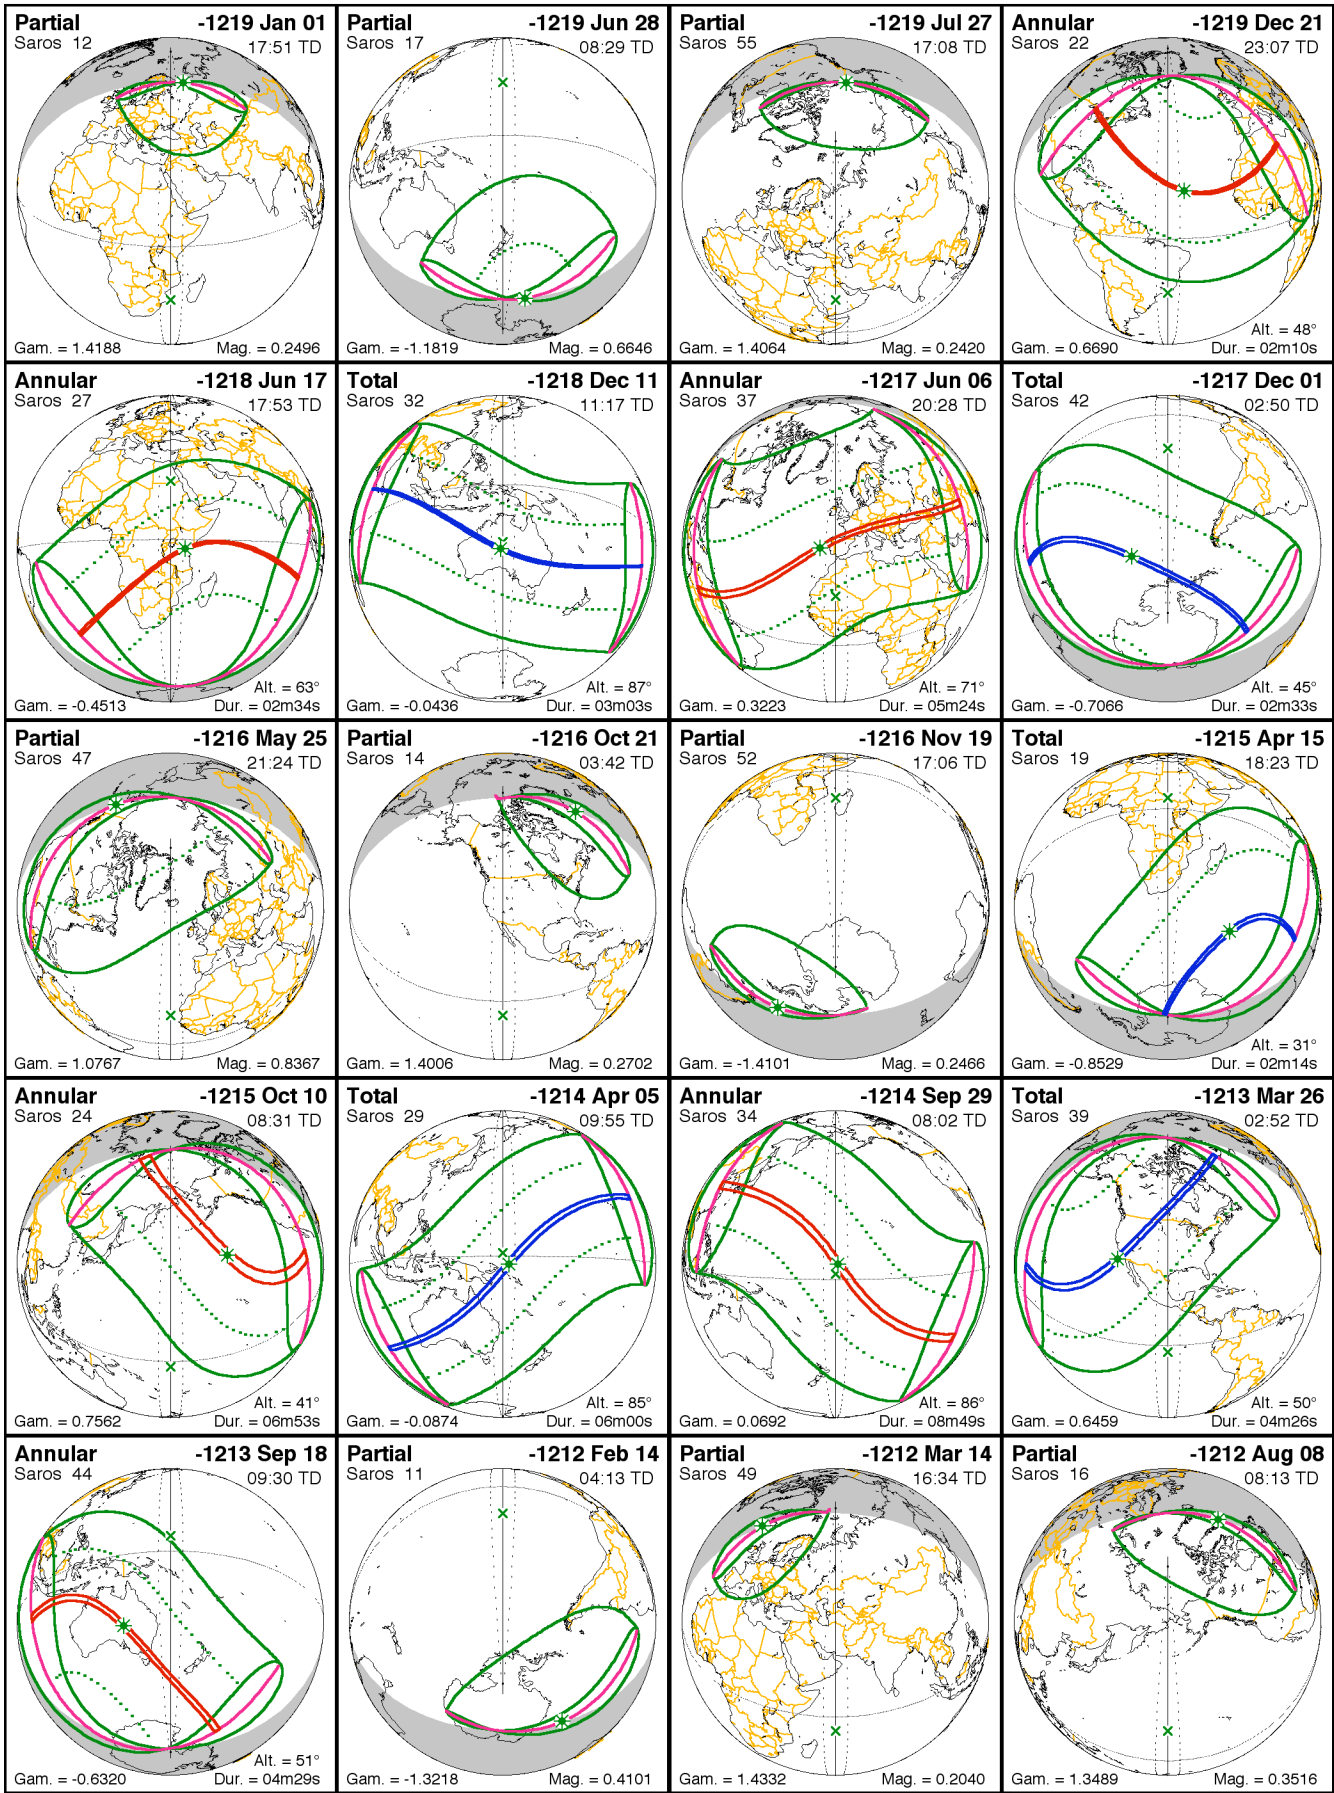 Partial -1219 Jan 01
Saros 12 17:51 TD
Gam. = 1.4188 Mag. = 0.2496
Partial -1219 Jun 28
Saros 17 08:29 TD
Gam. = -1.1819 Mag. = 0.6646
Partial -1219 Jul 27
Saros 55 17:08 TD
Gam. = 1.4064 Mag. = 0.2420
Annular -1219 Dec 21
Saros 22 23:07 TD
Alt. = 48°
Gam. = 0.6690 Dur. = 02m10s
Annular -1218 Jun 17
Saros 27 17:53 TD
Alt. = 63°
Gam. = -0.4513 Dur. = 02m34s
Total -1218 Dec 11
Saros 32 11:17 TD
Alt. = 87°
Gam. = -0.0436 Dur. = 03m03s
Annular -1217 Jun 06
Saros 37 20:28 TD
Alt. = 71°
Gam. = 0.3223 Dur. = 05m24s
Total -1217 Dec 01
Saros 42 02:50 TD
Alt. = 45°
Gam. = -0.7066 Dur. = 02m33s
Partial -1216 May 25
Saros 47 21:24 TD
Gam. = 1.0767 Mag. = 0.8367
Partial -1216 Oct 21
Saros 14 03:42 TD
Gam. = 1.4006 Mag. = 0.2702
Partial -1216 Nov 19
Saros 52 17:06 TD
Gam. = -1.4101 Mag. = 0.2466
Total -1215 Apr 15
Saros 19 18:23 TD
Alt. = 31°
Gam. = -0.8529 Dur. = 02m14s
Annular -1215 Oct 10
Saros 24 08:31 TD
Alt. = 41°
Gam. = 0.7562 Dur. = 06m53s
Total -1214 Apr 05
Saros 29 09:55 TD
Alt. = 85°
Gam. = -0.0874 Dur. = 06m00s
Annular -1214 Sep 29
Saros 34 08:02 TD
Alt. = 86°
Gam. = 0.0692 Dur. = 08m49s
Total -1213 Mar 26
Saros 39 02:52 TD
Alt. = 50°
Gam. = 0.6459 Dur. = 04m26s
Annular -1213 Sep 18
Saros 44 09:30 TD
Alt. = 51°
Gam. = -0.6320 Dur. = 04m29s
Partial -1212 Feb 14
Saros 11 04:13 TD
Gam. = -1.3218 Mag. = 0.4101
Partial -1212 Mar 14
Saros 49 16:34 TD
Gam. = 1.4332 Mag. = 0.2040
Partial -1212 Aug 08
Saros 16 08:13 TD
Gam. = 1.3489 Mag. = 0.3516